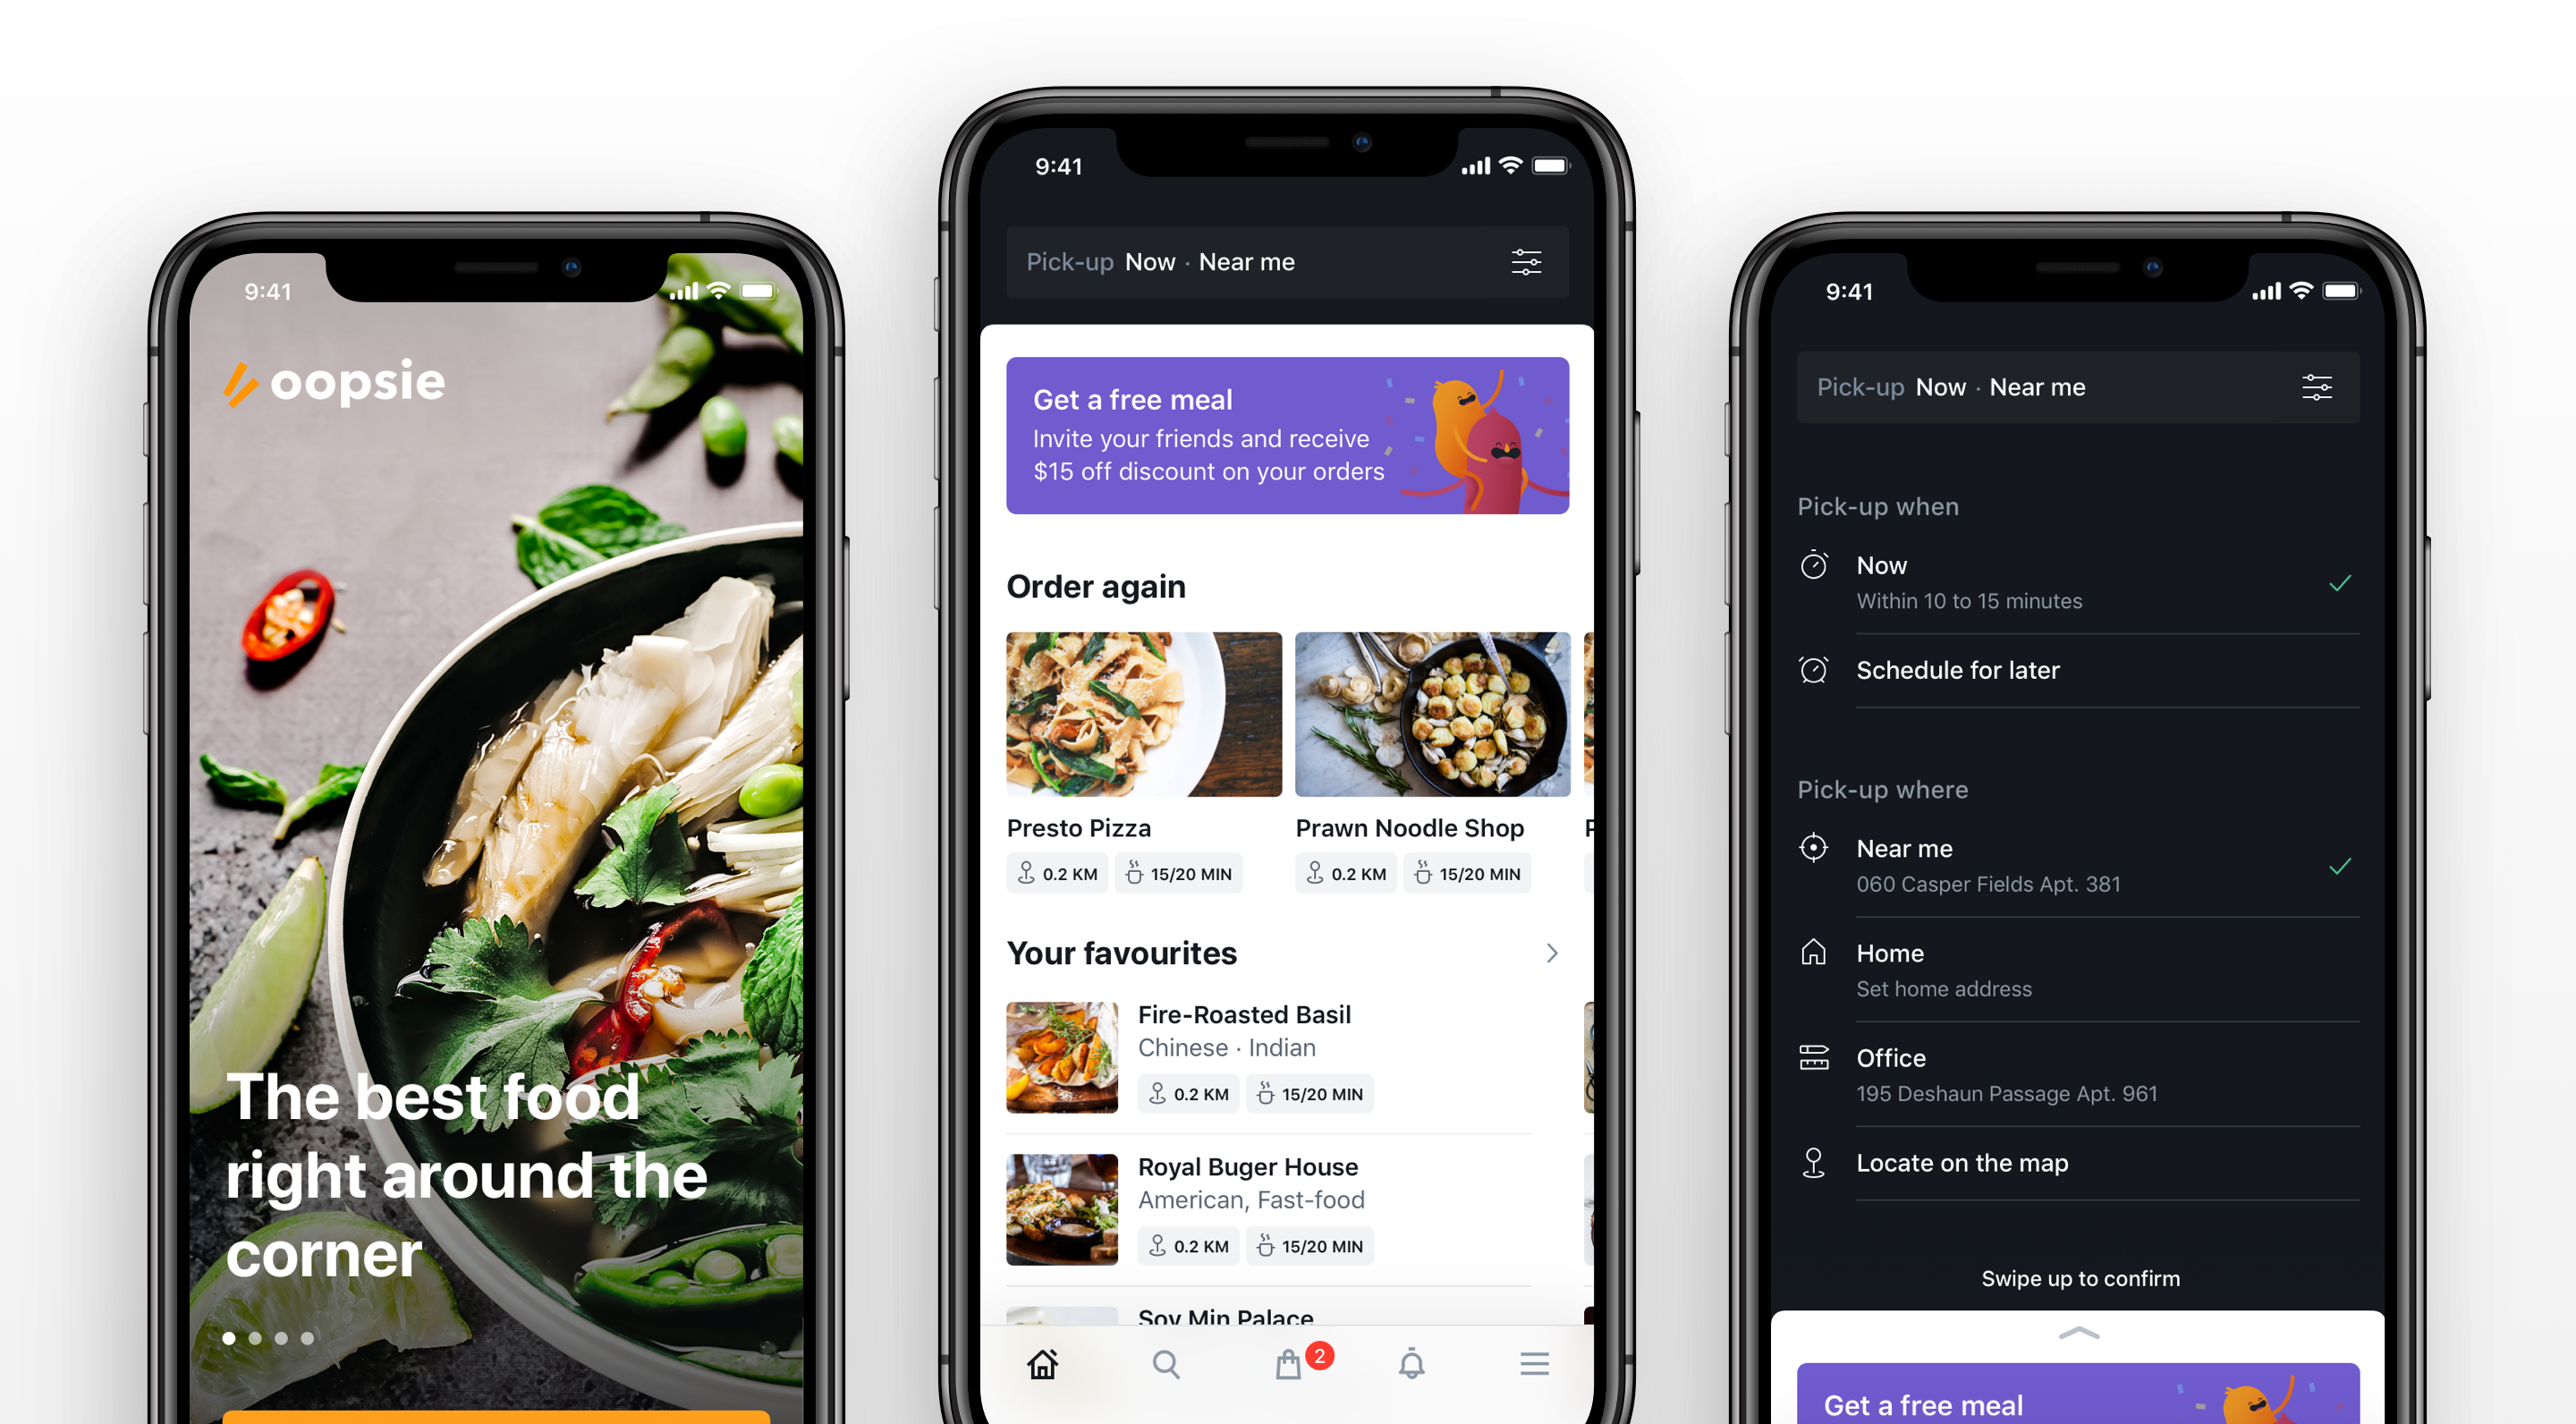 9:41
oopsie
The best food
right around the
corner
9:41
Pick-up Now · Near me
Get a free meal
Invite your friends and receive
$15 off discount on your orders
Order again
Presto Pizza
0.2 KM 15/20 MIN
Prawn Noodle Shop
0.2 KM 15/20 MIN
Your favourites
Fire-Roasted Basil
Chinese · Indian
0.2 KM 15/20 MIN
Royal Buger House
American, Fast-food
0.2 KM 15/20 MIN
Soy Min Palace
2
9:41
Pick-up Now · Near me
Pick-up when
Now
Within 10 to 15 minutes
Schedule for later
Pick-up where
Near me
060 Casper Fields Apt. 381
Home
Set home address
Office
195 Deshaun Passage Apt. 961
Locate on the map
Swipe up to confirm
Get a free meal